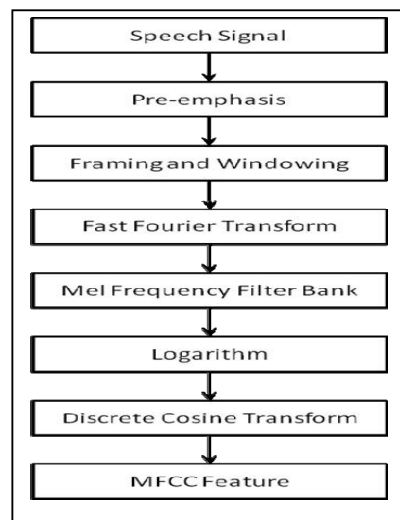 Speech Signal
Pre-emphasis
Framing and Windowing
Fast Fourier Transform
Mel Frequency Filter Bank
Logarithm
Discrete Cosine Transform
MFCC Feature